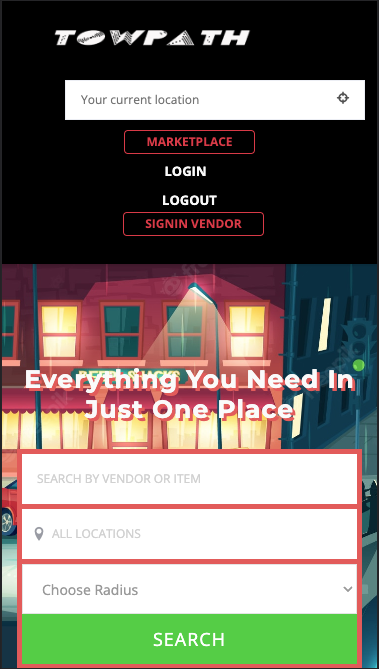 TOWPATH
Your current location
MARKETPLACE
LOGIN
LOGOUT
SIGNIN VENDOR
Everything You Need In
Just One Place
SEARCH BY VENDOR OR ITEM
ALL LOCATIONS
Choose Radius
SEARCH